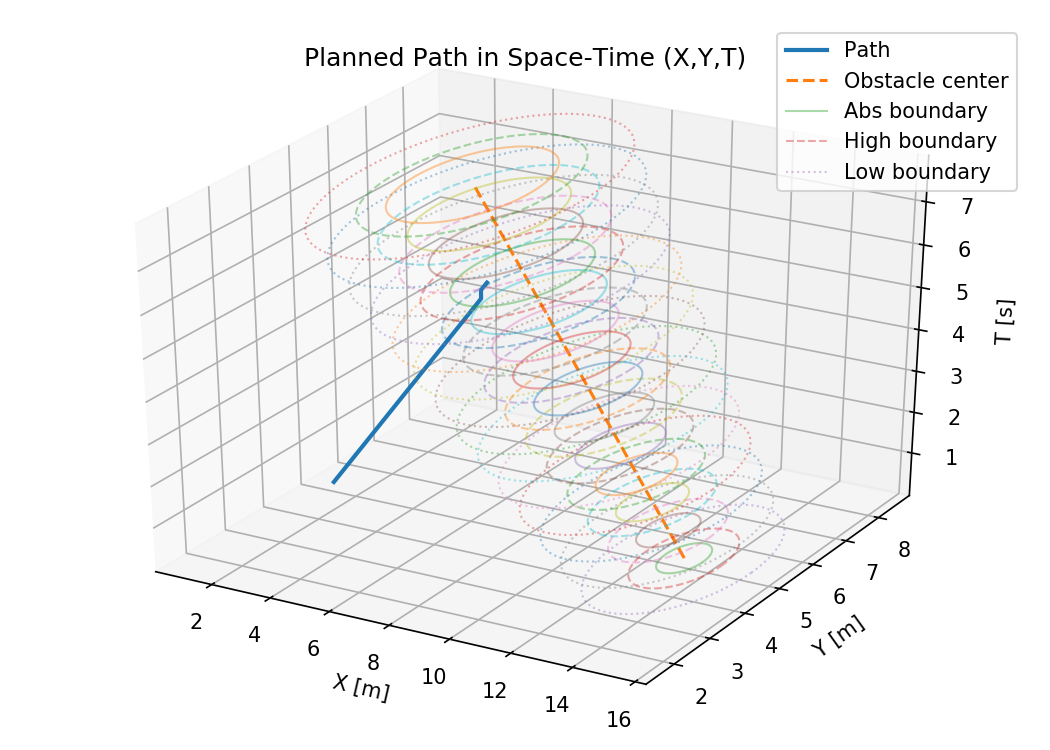 Planned Path in Space-Time (X,Y,T)
Path
Obstacle center
Abs boundary
High boundary
Low boundary
7
6
5
4
3
2
1
T [s]
8
7
6
5
4
3
2
Y [m]
2
4
6
8
10
12
14
16
X [m]